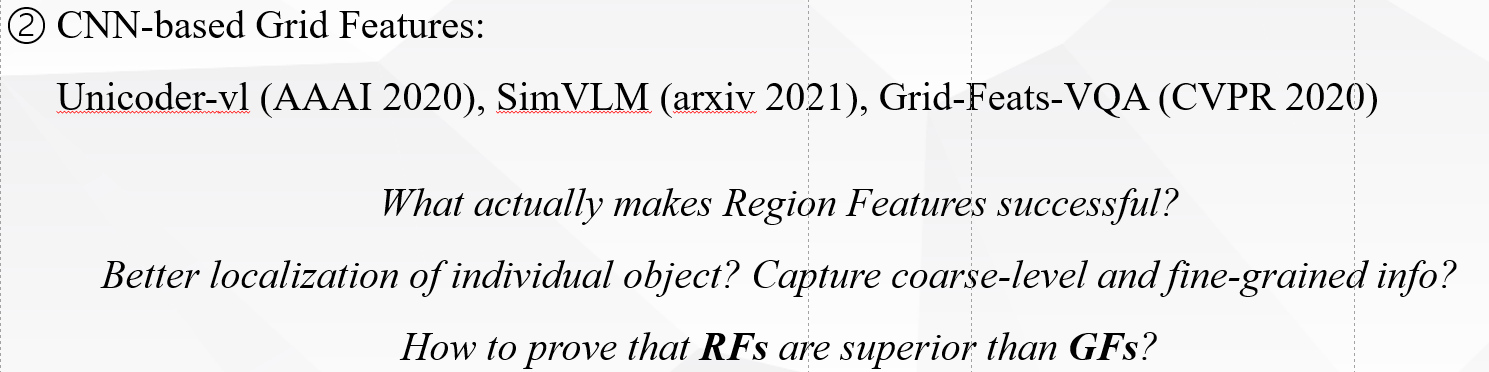 ② CNN-based Grid Features:
Unicoder-vl (AAAI 2020), SimVLM (arxiv 2021), Grid-Feats-VQA (CVPR 2020)
What actually makes Region Features successful?
Better localization of individual object? Capture coarse-level and fine-grained info?
How to prove that RFs are superior than GFs?